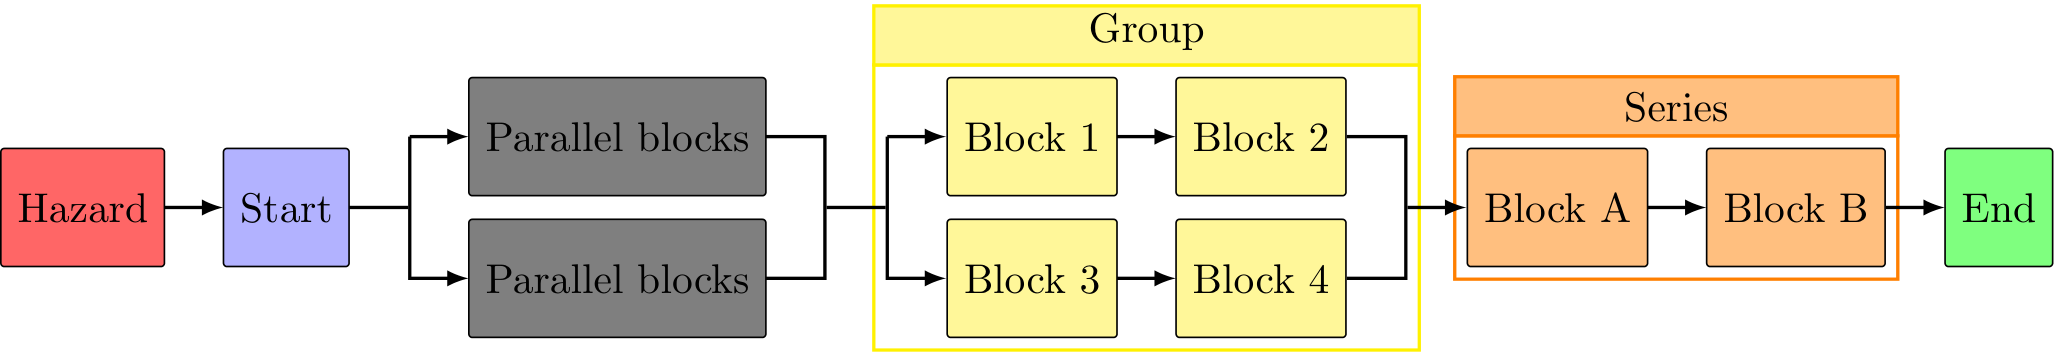 Hazard
Start
Parallel blocks
Parallel blocks
Group
Block 1
Block 2
Block 3
Block 4
Series
Block A
Block B
End